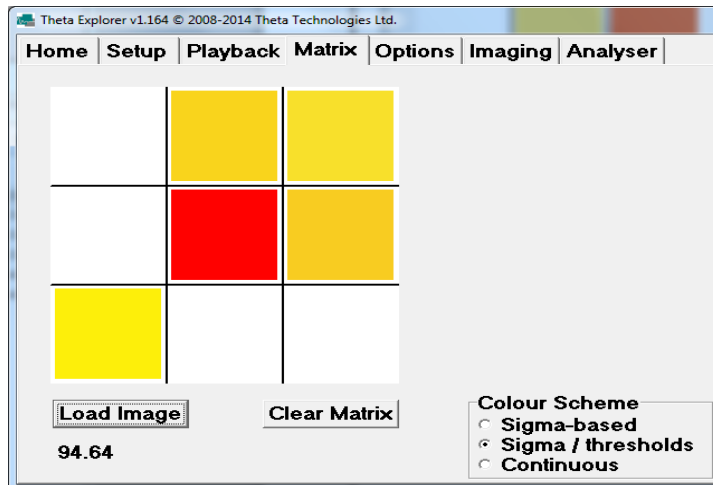 Theta Explorer v1.164 © 2008-2014 Theta Technologies Ltd.
Home Setup Playback Matrix Options Imaging Analyser
Load Image
Clear Matrix
94.64
Colour Scheme
Sigma-based
Sigma / thresholds
Continuous